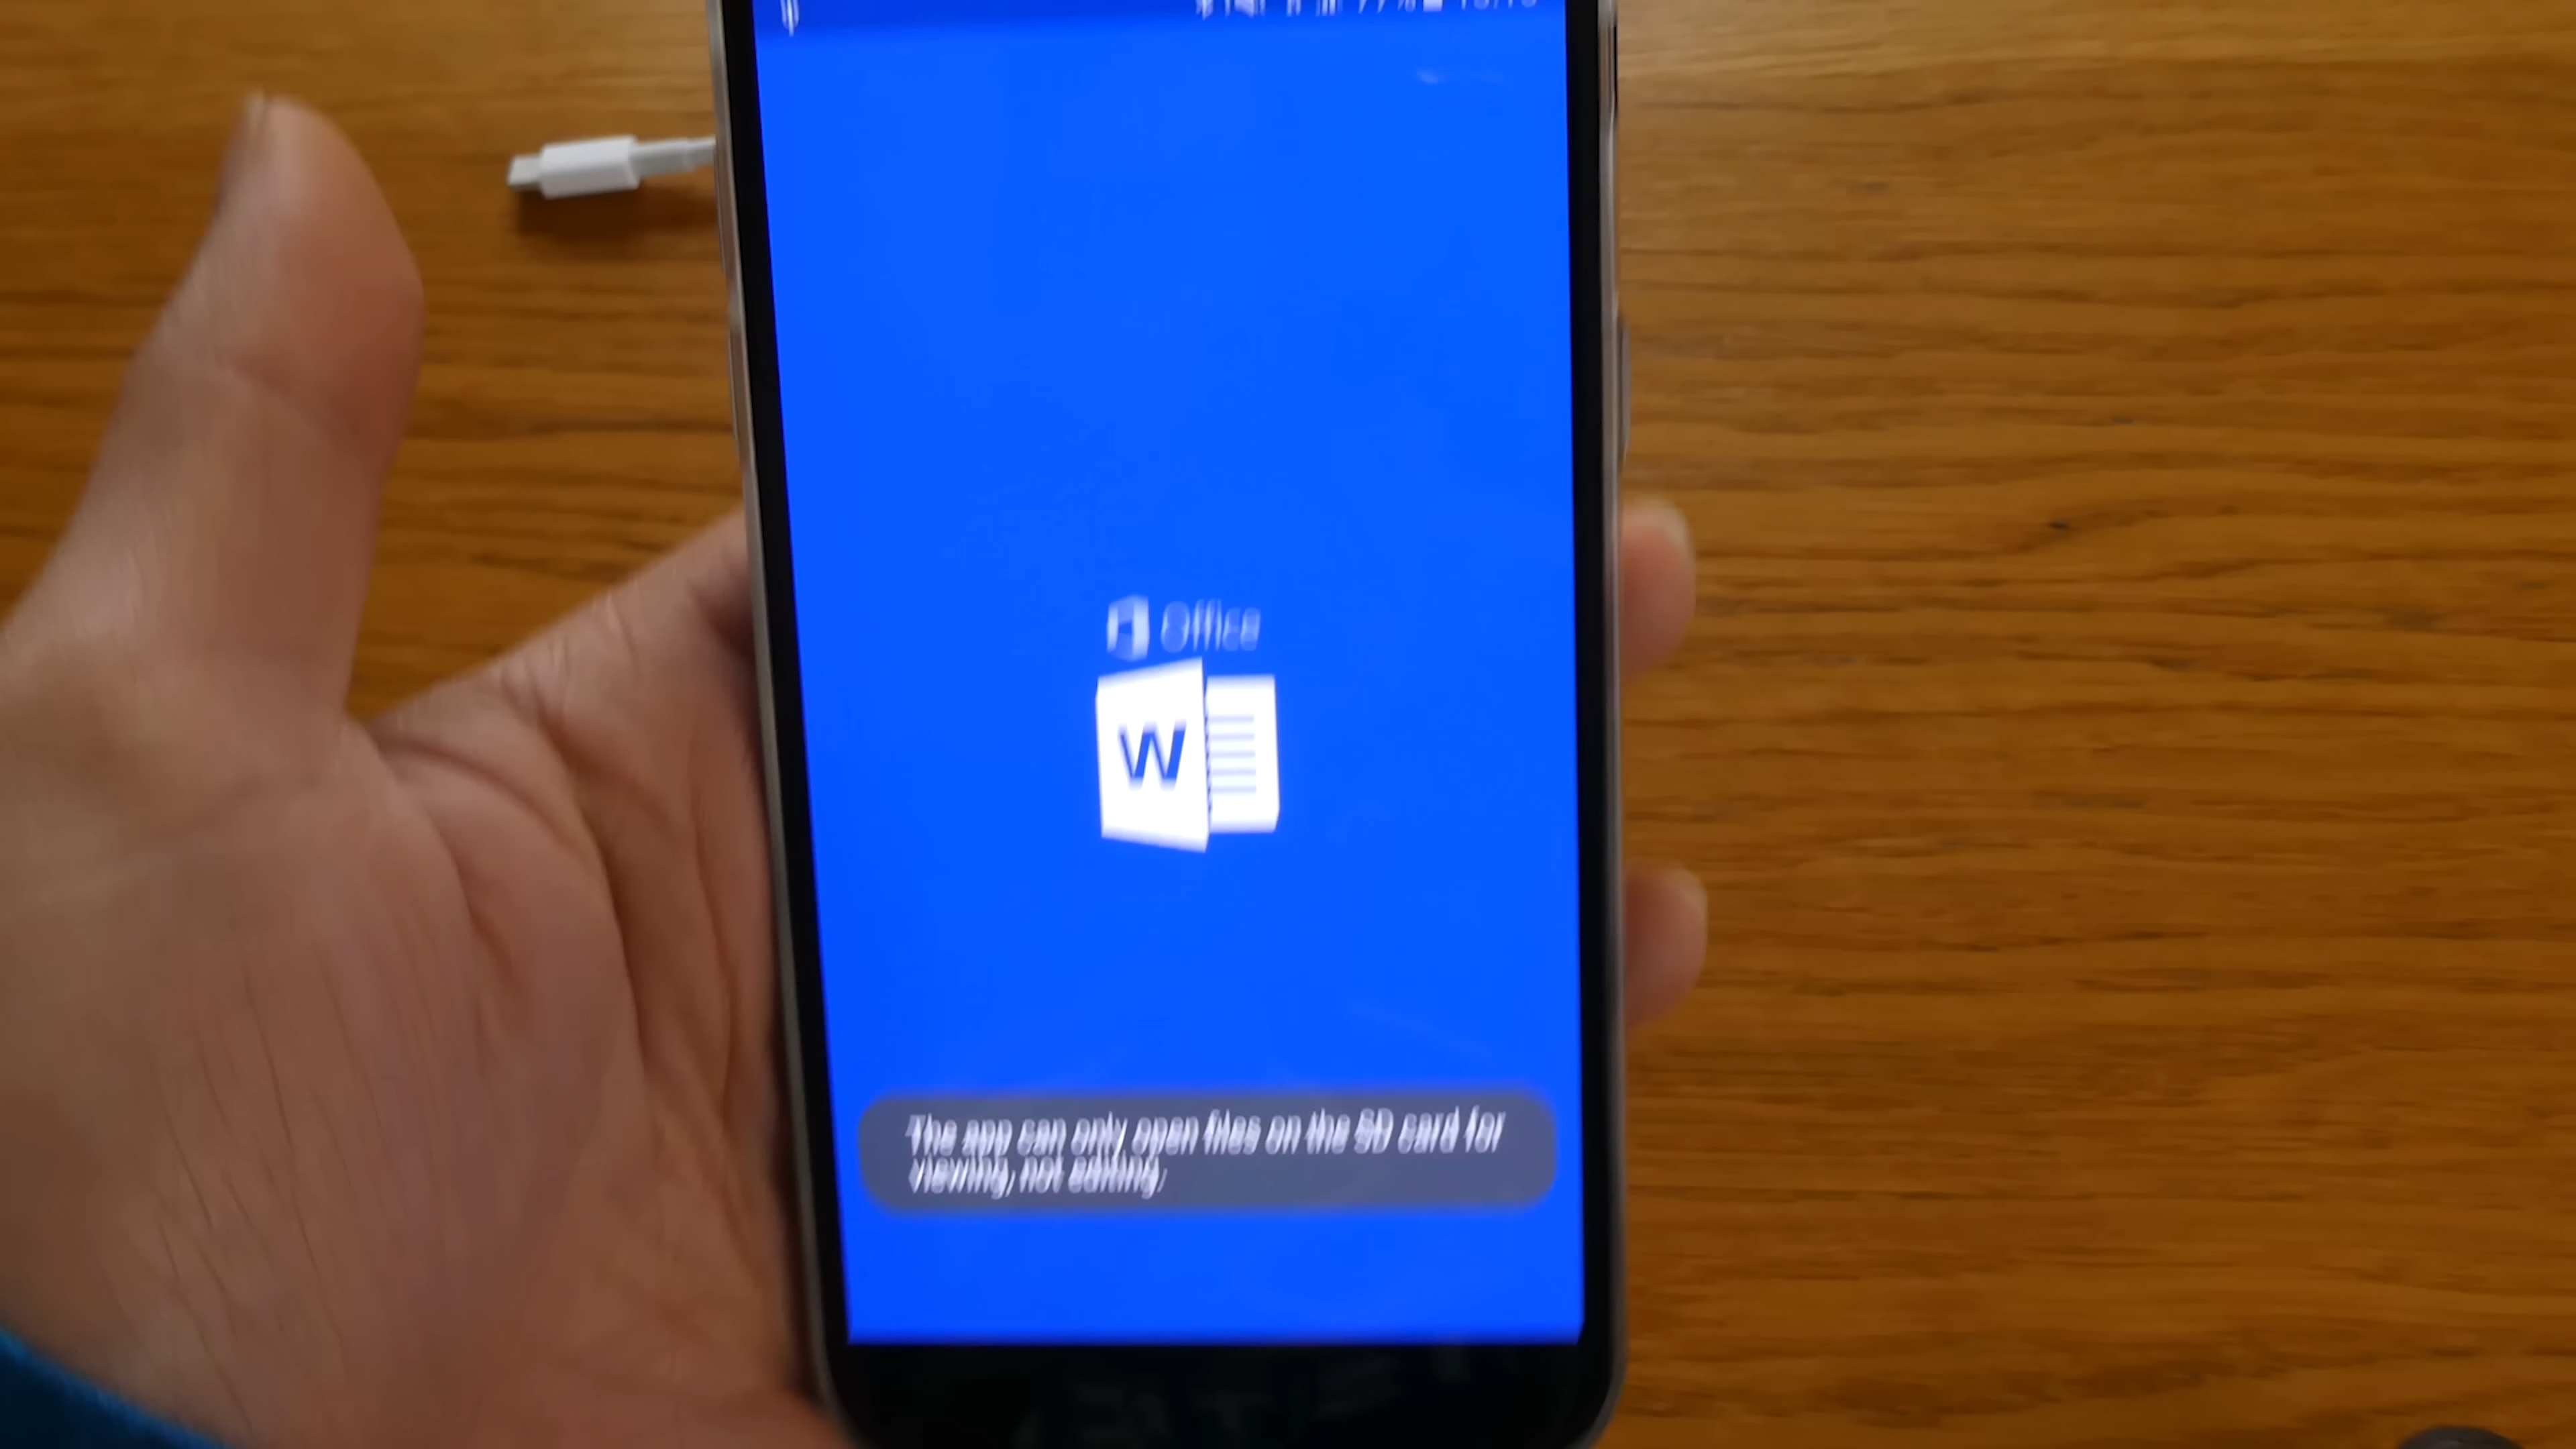 Office
W
The app can only open files on the SD card for
viewing, not editing.